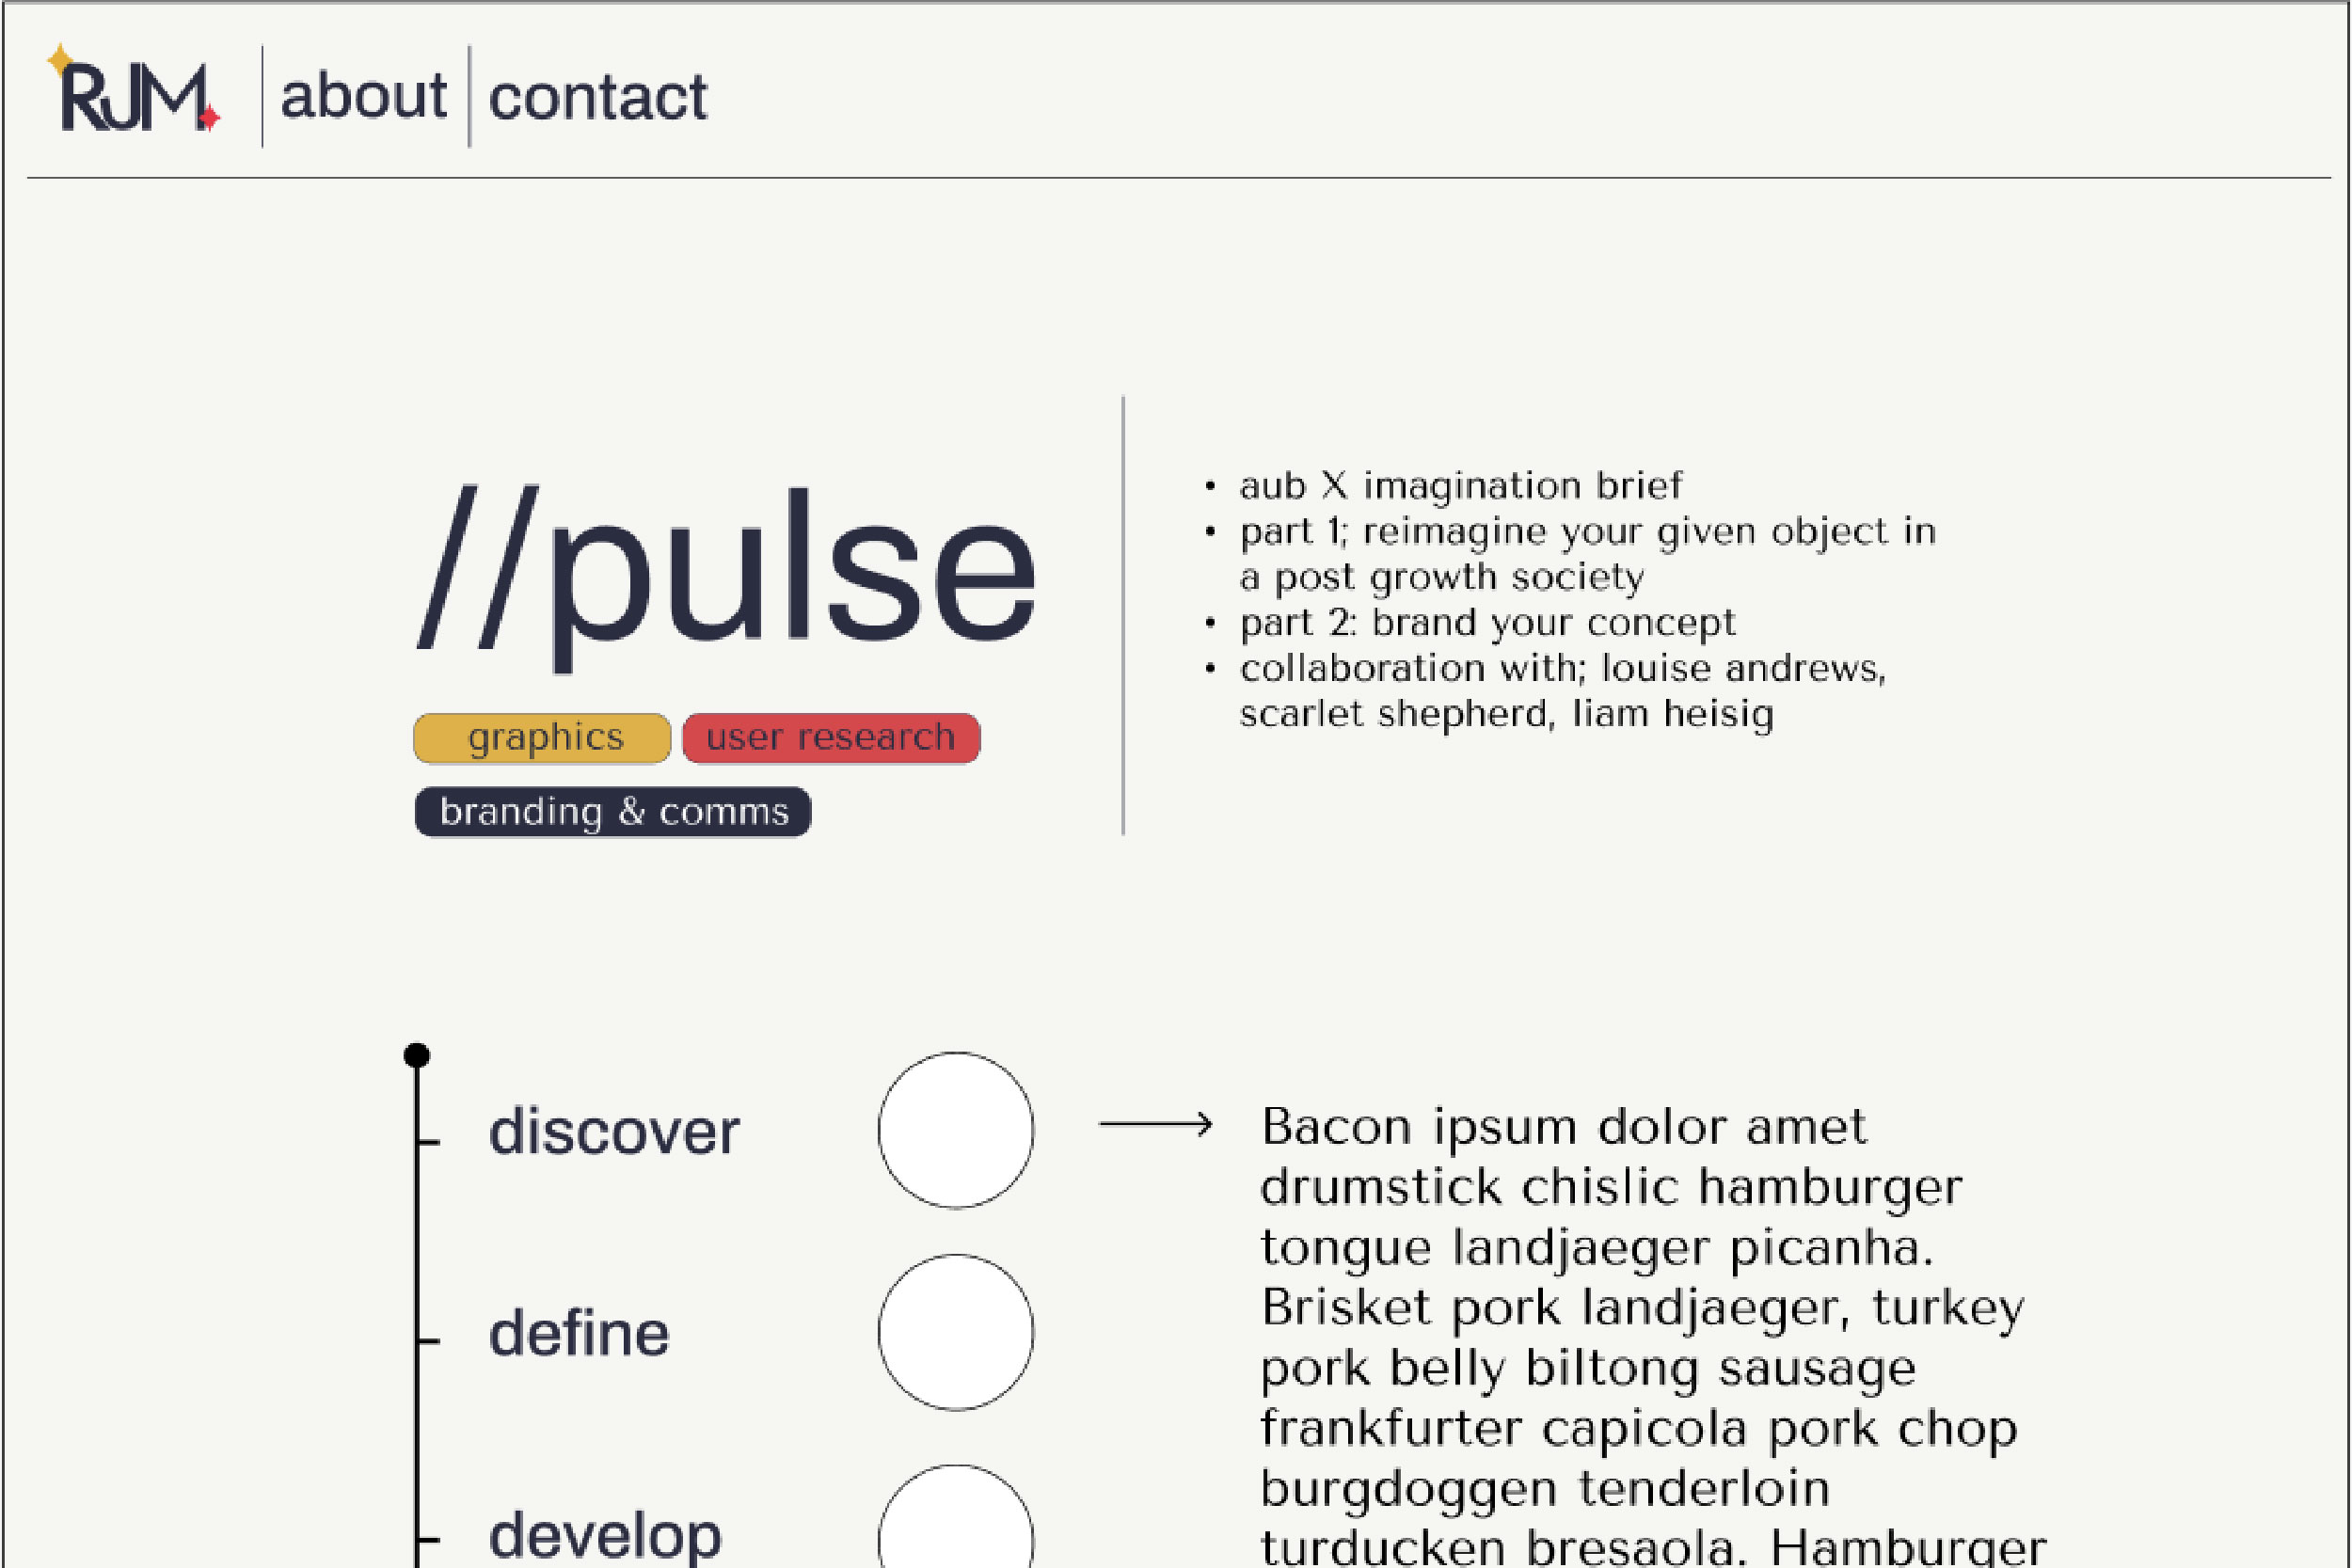 RJM
about
contact
//pulse
graphics
user research
branding & comms
• aub X imagination brief
• part 1; reimagine your given object in
a post growth society
• part 2: brand your concept
• collaboration with; louise andrews,
scarlet shepherd, liam heisig
discover
define
develop
Bacon ipsum dolor amet
drumstick chislic hamburger
tongue landjaeger picanha.
Brisket pork landjaeger, turkey
pork belly biltong sausage
frankfurter capicola pork chop
burgdoggen tenderloin
turducken bresaola. Hamburger